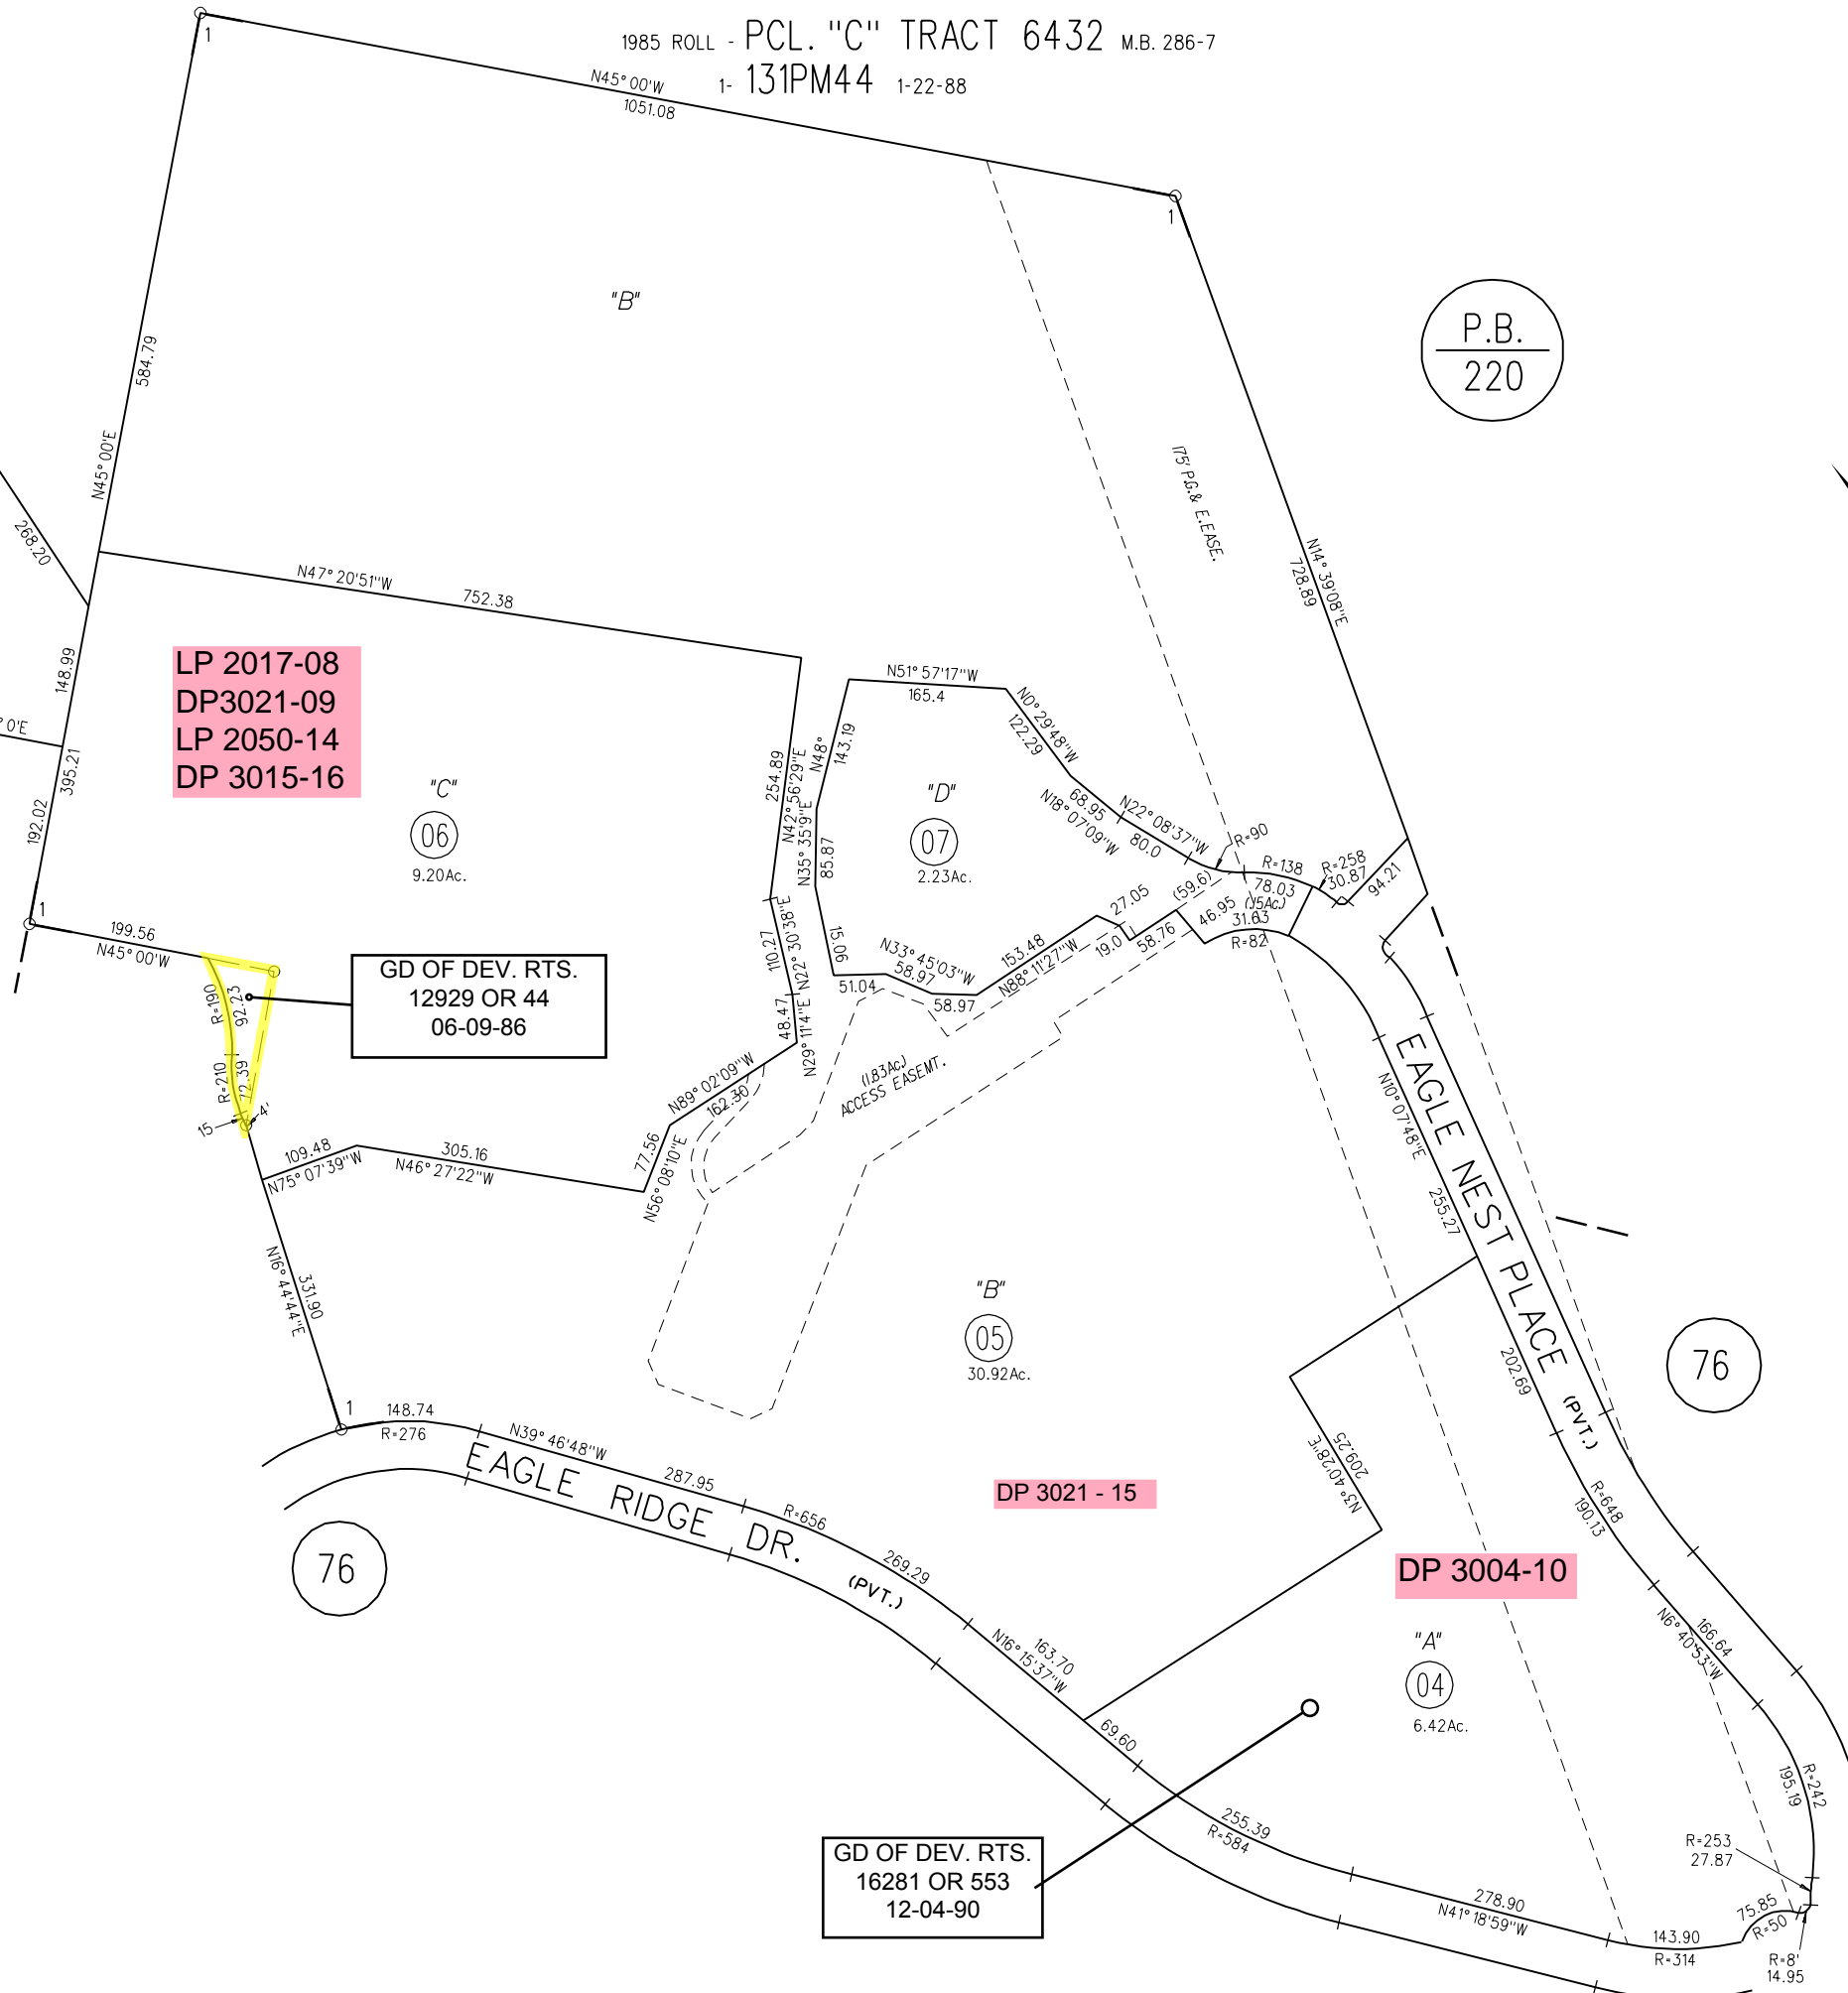 1985 ROLL - PCL. "C" TRACT 6432 M.B. 286-7
1- 131PM44 1-22-88
1
N45°00'W
1051.08
1
"B"
P.B.
220
584.79
N45°00'E
175' P.G.& E.EASE.
N14°39'08"E
728.89
268.20
N47°20'51"W
752.38
LP 2017-08
DP3021-09
LP 2050-14
DP 3015-16
148.99
°0'E
395.21
192.02
1
"C"
06
9.20Ac.
254.89
N42°56'29"E
N48°
143.19
N35°35'9"E
85.87
N51°57'17"W
165.4
N0°29'48"W
122.29
"D"
07
2.23Ac.
68.95
N18°07'09"W
N22°08'37"W
80.0
R=90
R=138
78.03
R=258
30.87
94.21
(59.6)
46.95
(.15Ac.)
31.63
R=82
27.05
19.0
58.76
153.48
N88°11'27"W
N33°45'03"W
58.97
58.97
51.04
15.06
110.27
N22°30'38"E
48.47
N29°11'4"E
199.56
N45°00'W
R=190
92.23
R=210
72.39
15
4'
GD OF DEV. RTS.
12929 OR 44
06-09-86
N89°02'09"W
162.30
(1.83Ac.)
ACCESS EASEMT.
109.48
N75°07'39"W
305.16
N46°27'22"W
77.56
N56°08'10"E
N16°44'44"E
331.90
EAGLE NEST PLACE (PVT.)
N10°07'48"E
255.27
202.69
"B"
05
30.92Ac.
76
1
148.74
R=276
N39°46'48"W
287.95
EAGLE RIDGE DR. (PVT.)
R=656
269.29
76
DP 3021 - 15
N3°40'28"E
209.25
R=648
190.13
DP 3004-10
163.70
N16°15'37"W
69.60
"A"
04
6.42Ac.
166.64
N6°40'53"W
R=242
195.19
GD OF DEV. RTS.
16281 OR 553
12-04-90
255.39
R=584
278.90
N41°18'59"W
143.90
R=314
R=253
27.87
75.85
R=50
R=8'
14.95